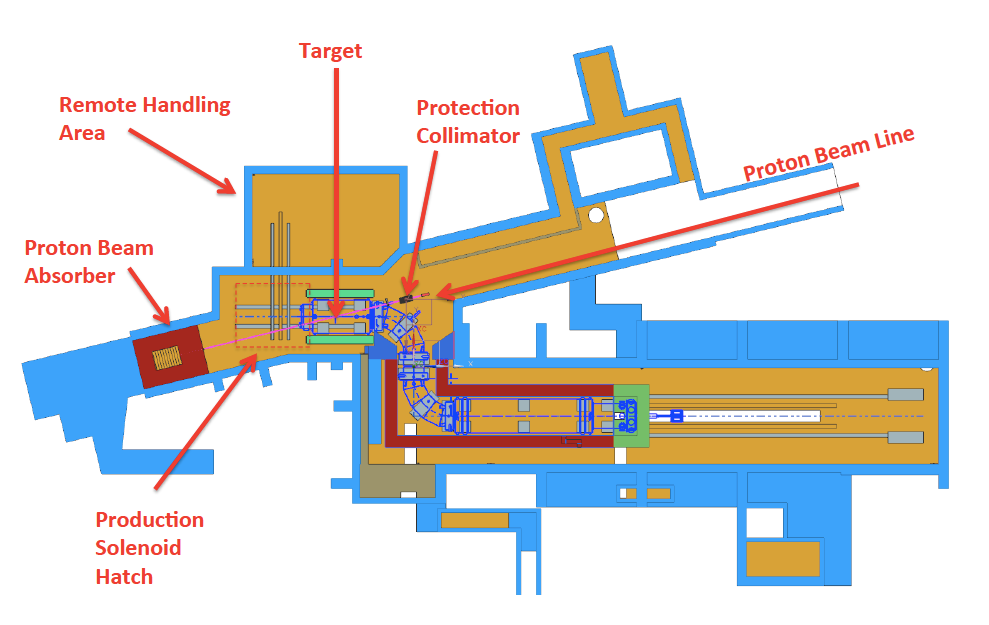 Target
Remote Handling
Area
Protection
Collimator
Proton Beam Line
Proton Beam
Absorber
Production
Solenoid
Hatch